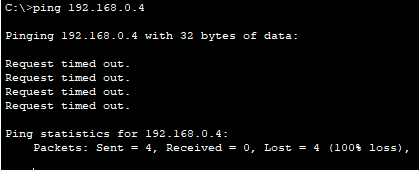 C:\>ping 192.168.0.4
Pinging 192.168.0.4 with 32 bytes of data:
Request timed out.
Request timed out.
Request timed out.
Request timed out.
Ping statistics for 192.168.0.4:
Packets: Sent = 4, Received = 0, Lost = 4 (100% loss),